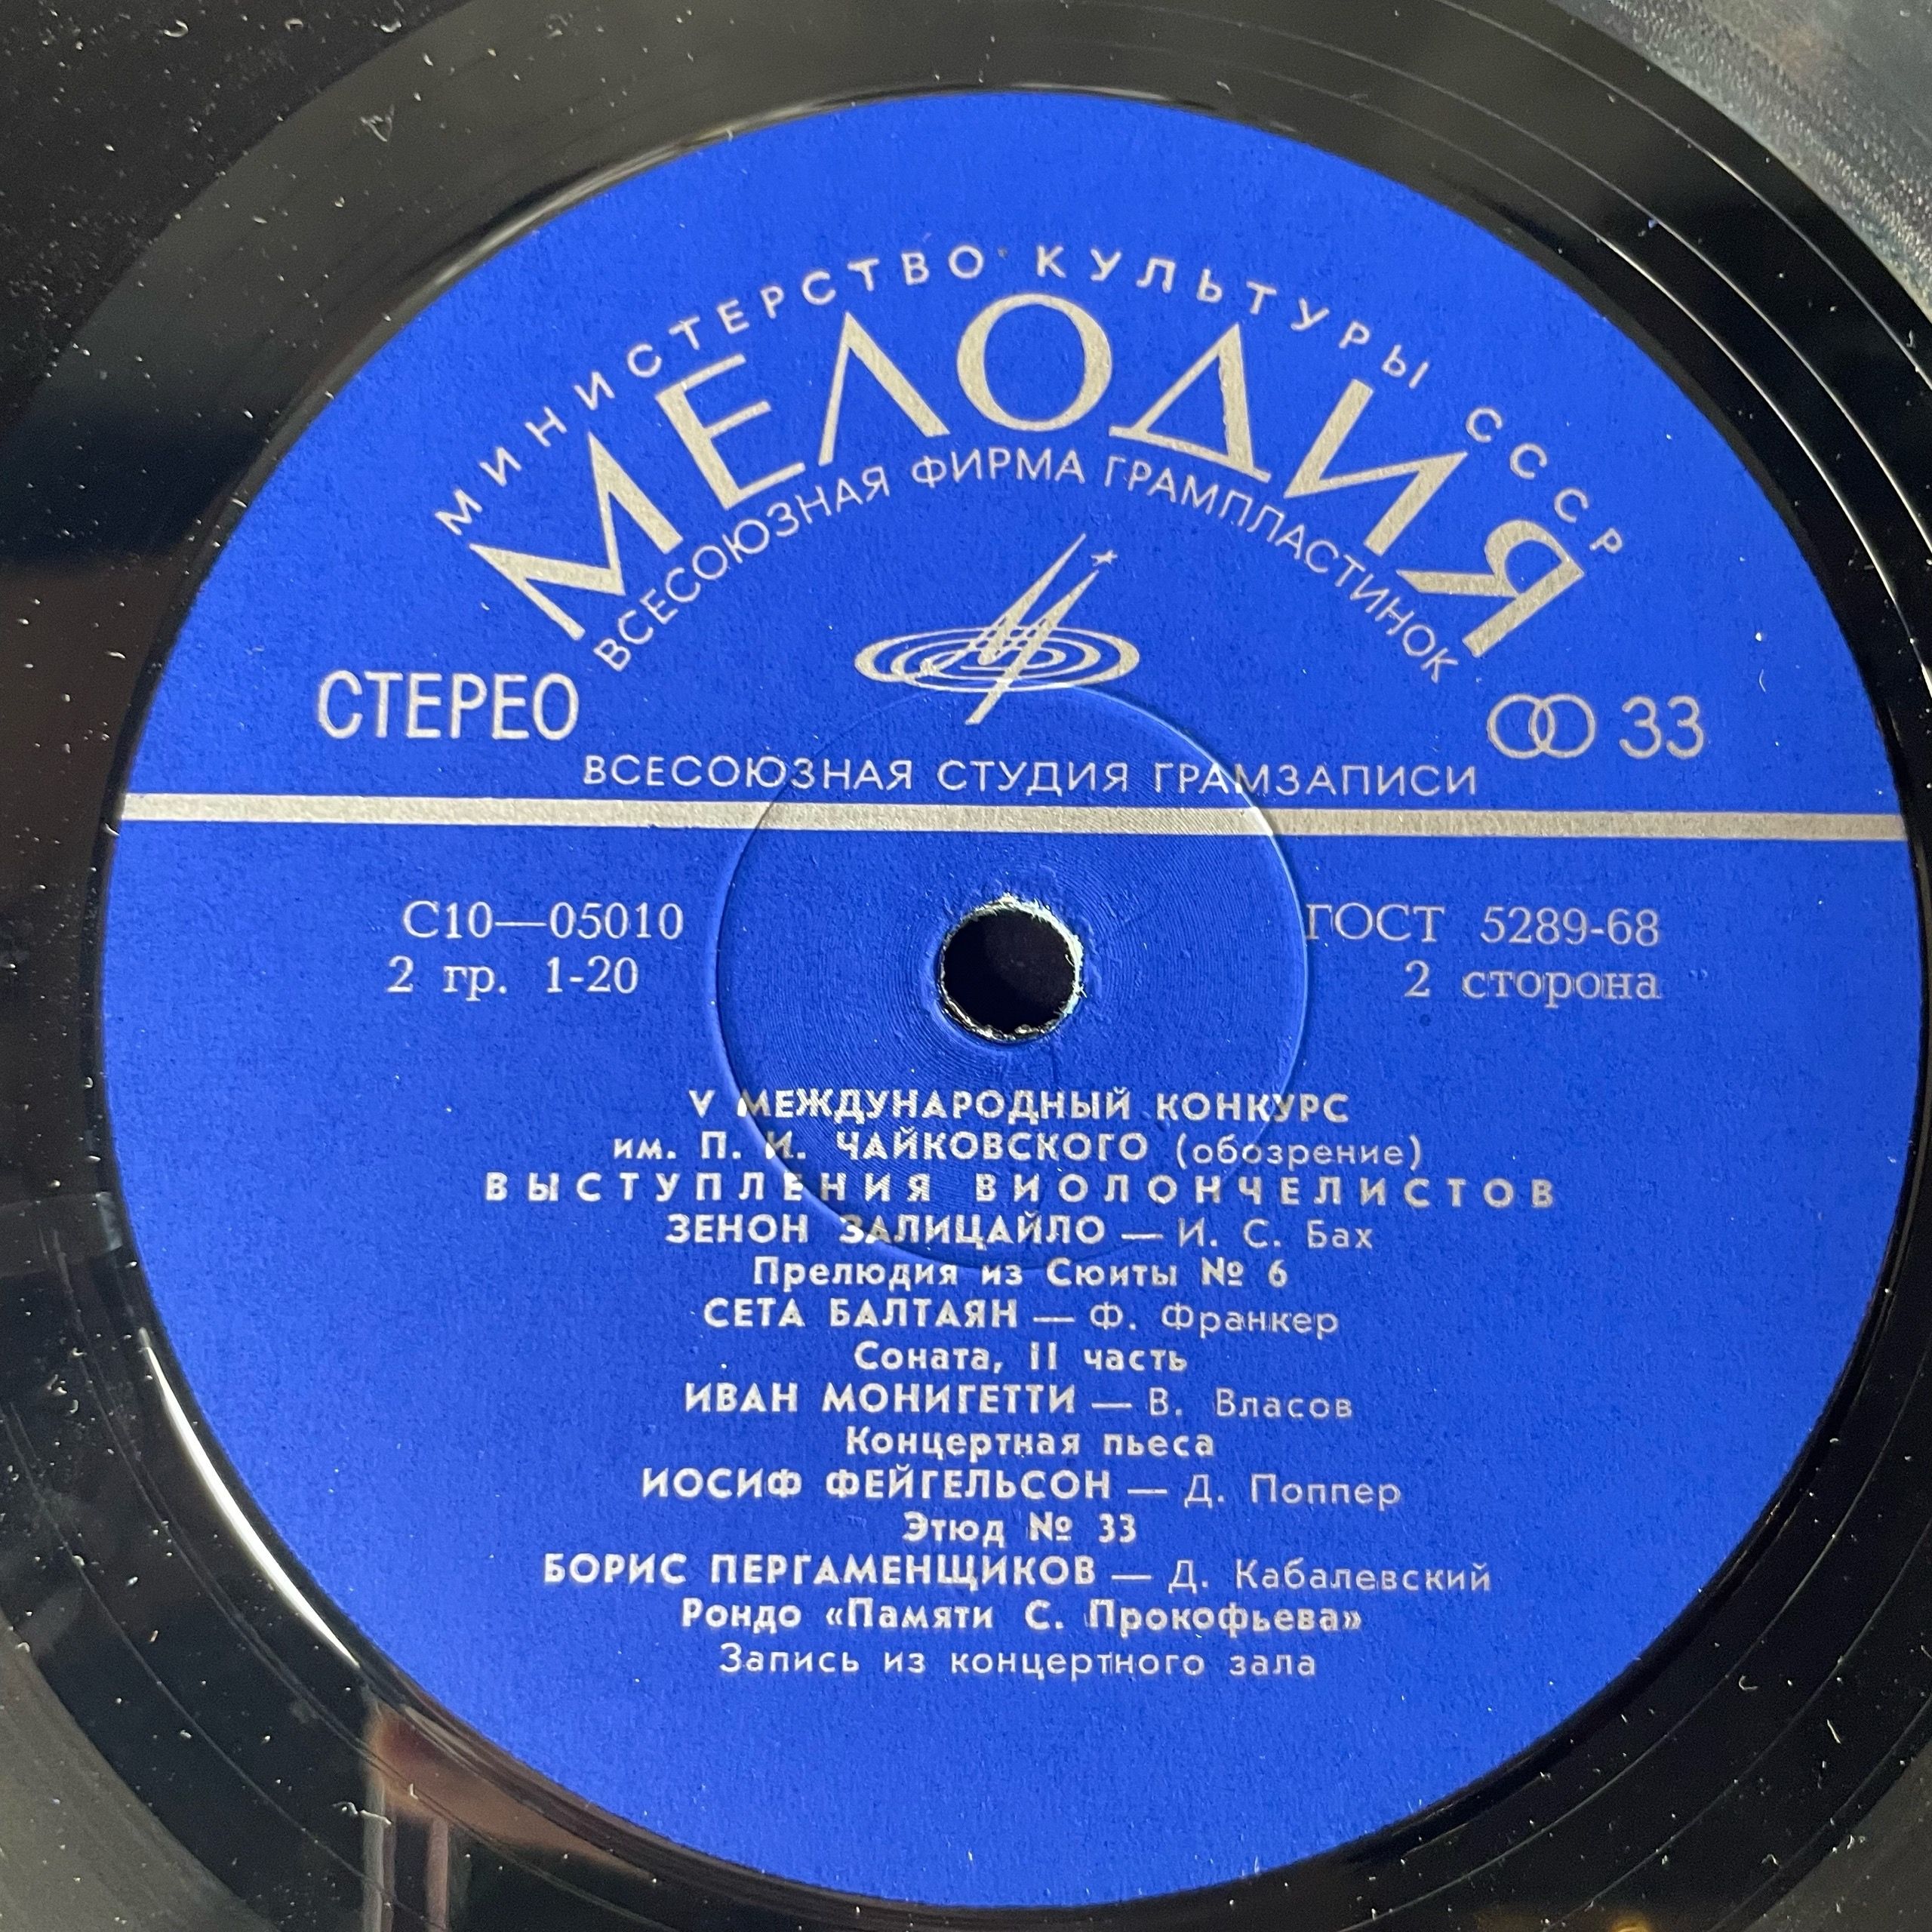 МИНИСТЕРСТВО КУЛЬТУРЫ СССР
МЕЛОДИЯ
ВСЕСОЮЗНАЯ ФИРМА ГРАМПЛАСТИНОК
СТЕРЕО
33
ВСЕСОЮЗНАЯ СТУДИЯ ГРАМЗАПИСИ
С10—05010 ГОСТ 5289-68
2 гр. 1-20 2 сторона
V МЕЖДУНАРОДНЫЙ КОНКУРС
им. П. И. ЧАЙКОВСКОГО (обозрение)
ВЫСТУПЛЕНИЯ ВИОЛОНЧЕЛИСТОВ
ЗЕНОН ЗАЛИЦАЙЛО — И. С. Бах
Прелюдия из Сюиты № 6
СЕТА БАЛТАЯН — Ф. Франкер
Соната, II часть
ИВАН МОНИГЕТТИ — В. Власов
Концертная пьеса
ИОСИФ ФЕЙГЕЛЬСОН — Д. Поппер
Этюд № 33
БОРИС ПЕРГАМЕНЩИКОВ — Д. Кабалевский
Рондо «Памяти С. Прокофьева»
Запись из концертного зала